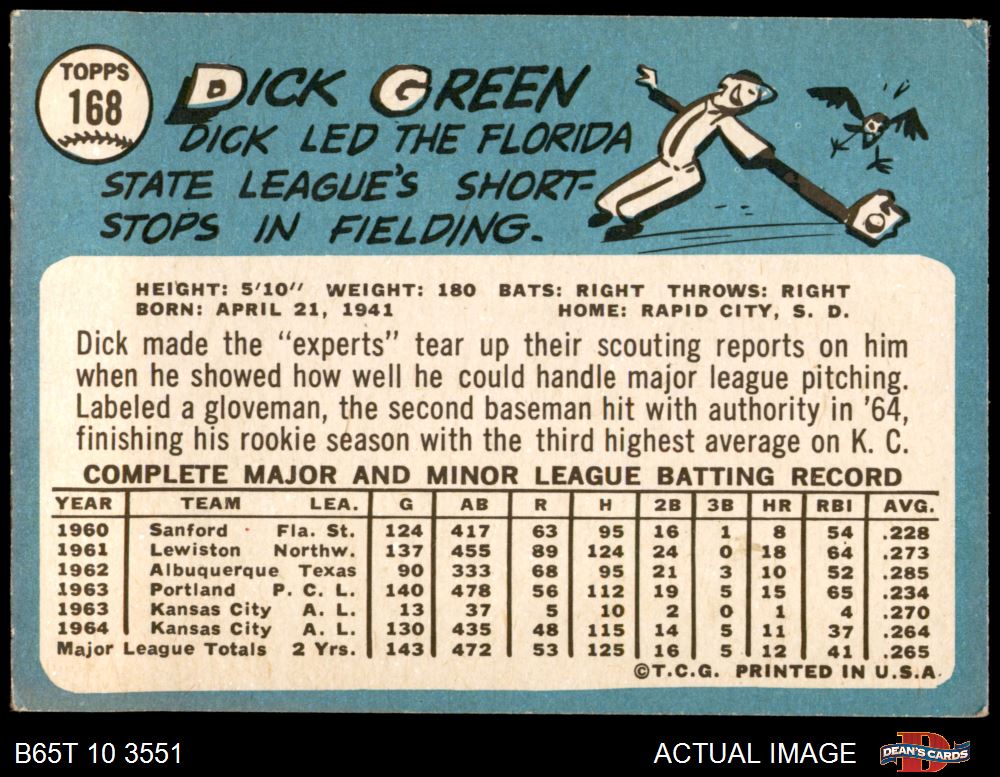 TOPPS
168
DICK GREEN
DICK LED THE FLORIDA
STATE LEAGUE'S SHORT-
STOPS IN FIELDING.
HEIGHT: 5'10" WEIGHT: 180 BATS: RIGHT THROWS: RIGHT
BORN: APRIL 21, 1941 HOME: RAPID CITY, S. D.
Dick made the "experts" tear up their scouting reports on him
when he showed how well he could handle major league pitching.
Labeled a gloveman, the second baseman hit with authority in '64,
finishing his rookie season with the third highest average on K. C.
COMPLETE MAJOR AND MINOR LEAGUE BATTING RECORD
YEAR TEAM LEA. G AB R H 2B 3B HR RBI AVG.
1960 Sanford Fla. St. 124 417 63 95 16 1 8 54 .228
1961 Lewiston Northw. 137 455 89 124 24 0 18 64 .273
1962 Albuquerque Texas 90 333 68 95 21 3 10 52 .285
1963 Portland P. C. L. 140 478 56 112 19 5 15 65 .234
1963 Kansas City A. L. 13 37 5 10 2 0 1 4 .270
1964 Kansas City A. L. 130 435 48 115 14 5 11 37 .264
Major League Totals 2 Yrs. 143 472 53 125 16 5 12 41 .265
©T.C.G. PRINTED IN U.S.A.
B65T 10 3551
ACTUAL IMAGE
DEAN'S CARDS